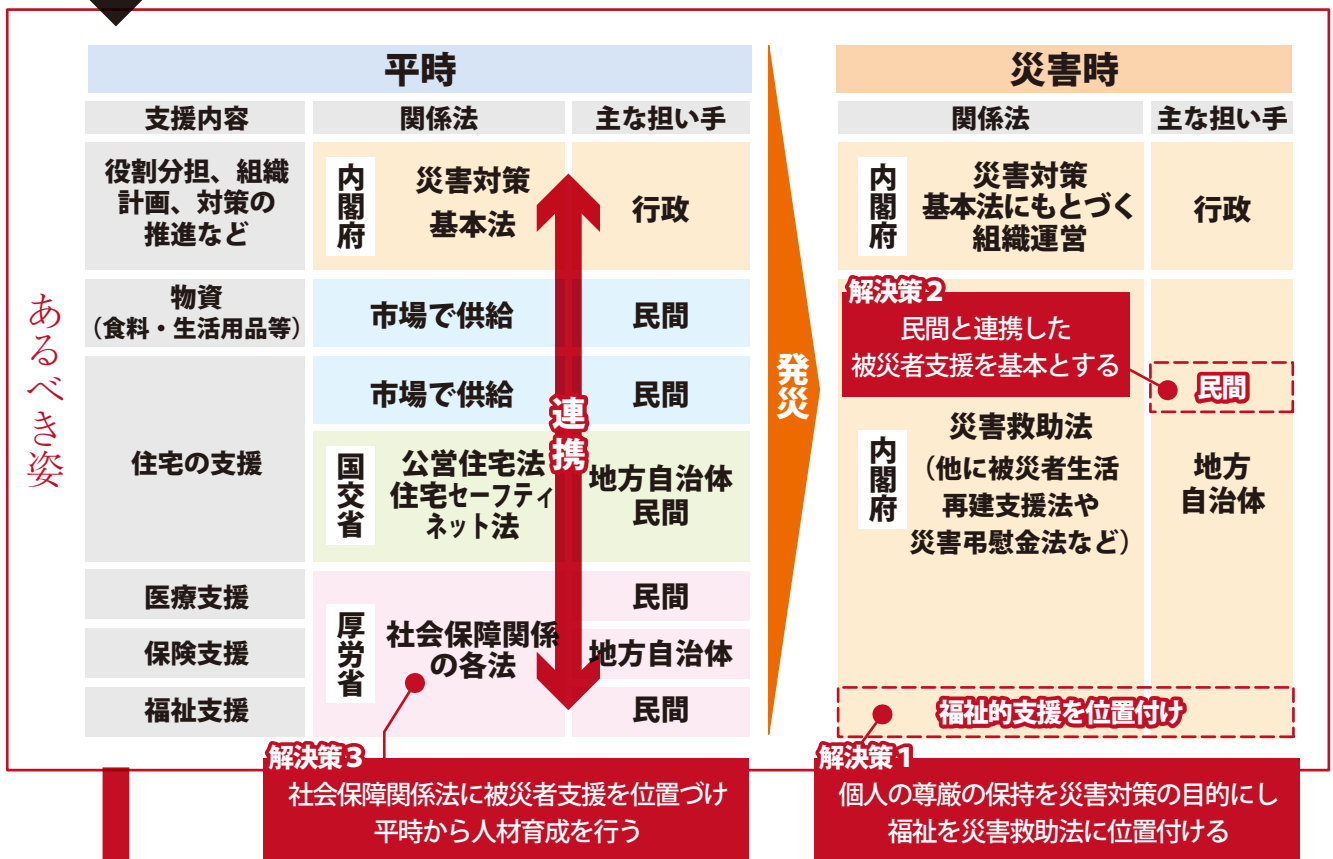 あるべき姿
平時
支援内容
関係法
主な担い手
役割分担、組織
計画、対策の
推進など
内閣府
災害対策
基本法
行政
物資
（食料・生活用品等）
市場で供給
民間
住宅の支援
市場で供給
民間
国交省
公営住宅法
住宅セーフティ
ネット法
地方自治体
民間
医療支援
保険支援
福祉支援
厚労省
社会保障関係
の各法
民間
地方自治体
民間
連携
解決策3
社会保障関係法に被災者支援を位置づけ
平時から人材育成を行う
発災
災害時
関係法
主な担い手
内閣府
災害対策
基本法にもとづく
組織運営
行政
解決策2
民間と連携した
被災者支援を基本とする
民間
内閣府
災害救助法
（他に被災者生活
再建支援法や
災害弔慰金法など）
地方
自治体
福祉的支援を位置付け
解決策1
個人の尊厳の保持を災害対策の目的にし
福祉を災害救助法に位置付ける